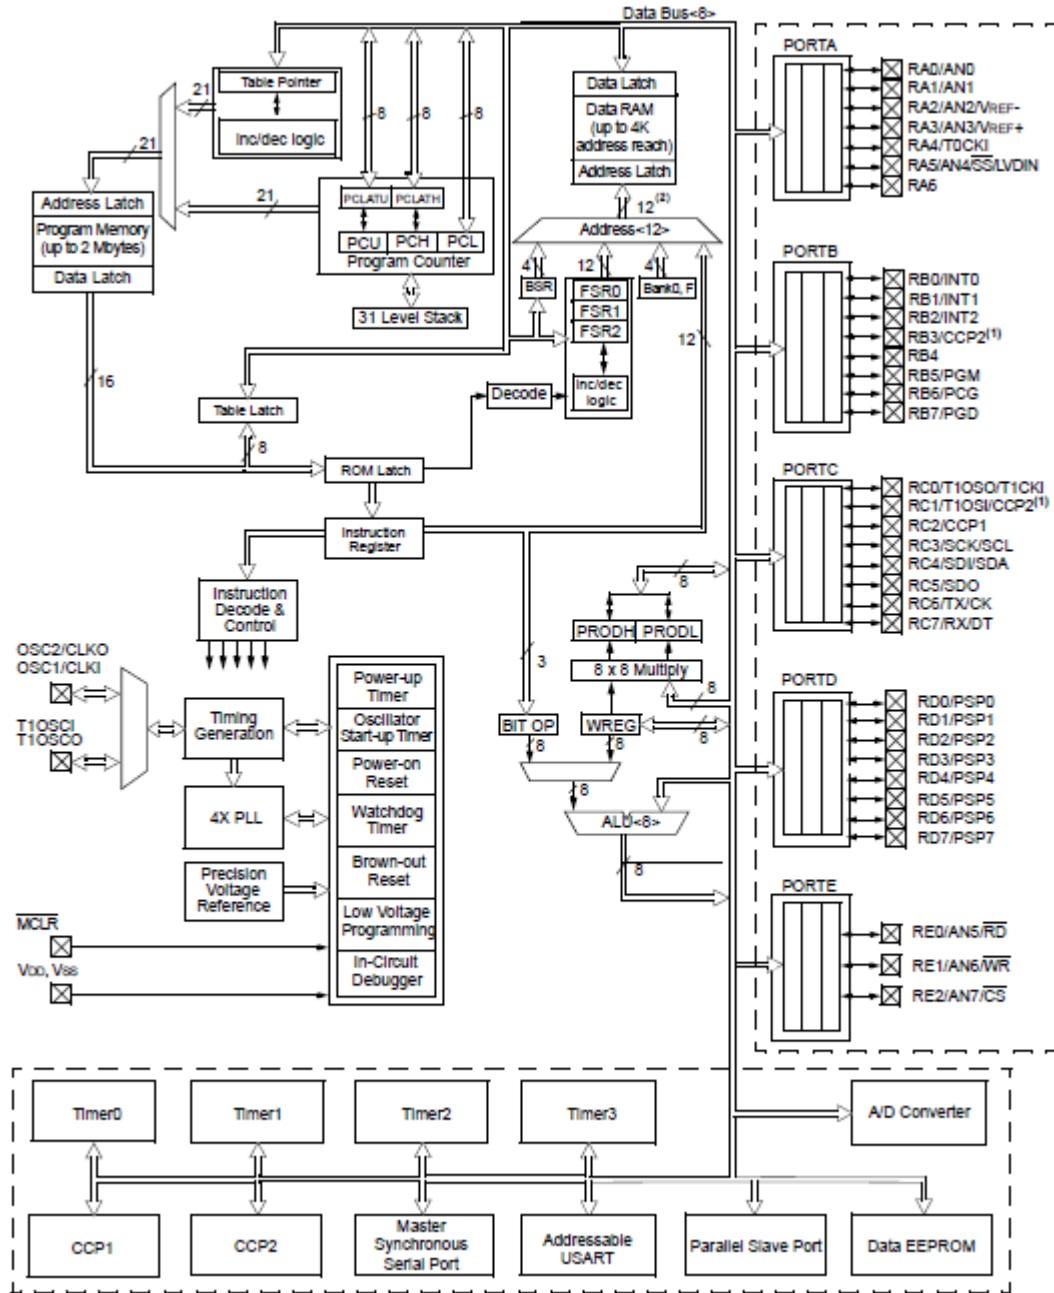 Data Bus<8>
21
Table Pointer
inc/dec logic
8
8
8
21
Address Latch
Program Memory
(up to 2 Mbytes)
Data Latch
21
PCLATU
PCLATH
PCU
PCH
PCL
Program Counter
31 Level Stack
Data Latch
Data RAM
(up to 4K
address reach)
Address Latch
12(2)
Address<12>
4
12
4
BSR
FSR0
FSR1
FSR2
Bank0, F
12
inc/dec
logic
Decode
16
Table Latch
8
ROM Latch
Instruction
Register
Instruction
Decode &
Control
8
PRODH
PRODL
8 x 8 Multiply
3
8
BIT OP
WREG
8
8
8
8
ALU<8>
8
OSC2/CLKO
OSC1/CLKI
T1OSCI
T1OSCO
Timing
Generation
4X PLL
Precision
Voltage
Reference
MCLR
VDD, VSS
Power-up
Timer
Oscillator
Start-up Timer
Power-on
Reset
Watchdog
Timer
Brown-out
Reset
Low Voltage
Programming
In-Circuit
Debugger
PORTA
RA0/AN0
RA1/AN1
RA2/AN2/VREF-
RA3/AN3/VREF+
RA4/T0CKI
RA5/AN4/SS/LVDIN
RA6
PORTB
RB0/INT0
RB1/INT1
RB2/INT2
RB3/CCP2(1)
RB4
RB5/PGM
RB6/PCG
RB7/PGD
PORTC
RC0/T1OSO/T1CKI
RC1/T1OSI/CCP2(1)
RC2/CCP1
RC3/SCK/SCL
RC4/SDI/SDA
RC5/SDO
RC6/TX/CK
RC7/RX/DT
PORTD
RD0/PSP0
RD1/PSP1
RD2/PSP2
RD3/PSP3
RD4/PSP4
RD5/PSP5
RD6/PSP6
RD7/PSP7
PORTE
RE0/AN5/RD
RE1/AN6/WR
RE2/AN7/CS
Timer0
Timer1
Timer2
Timer3
A/D Converter
CCP1
CCP2
Master
Synchronous
Serial Port
Addressable
USART
Parallel Slave Port
Data EEPROM